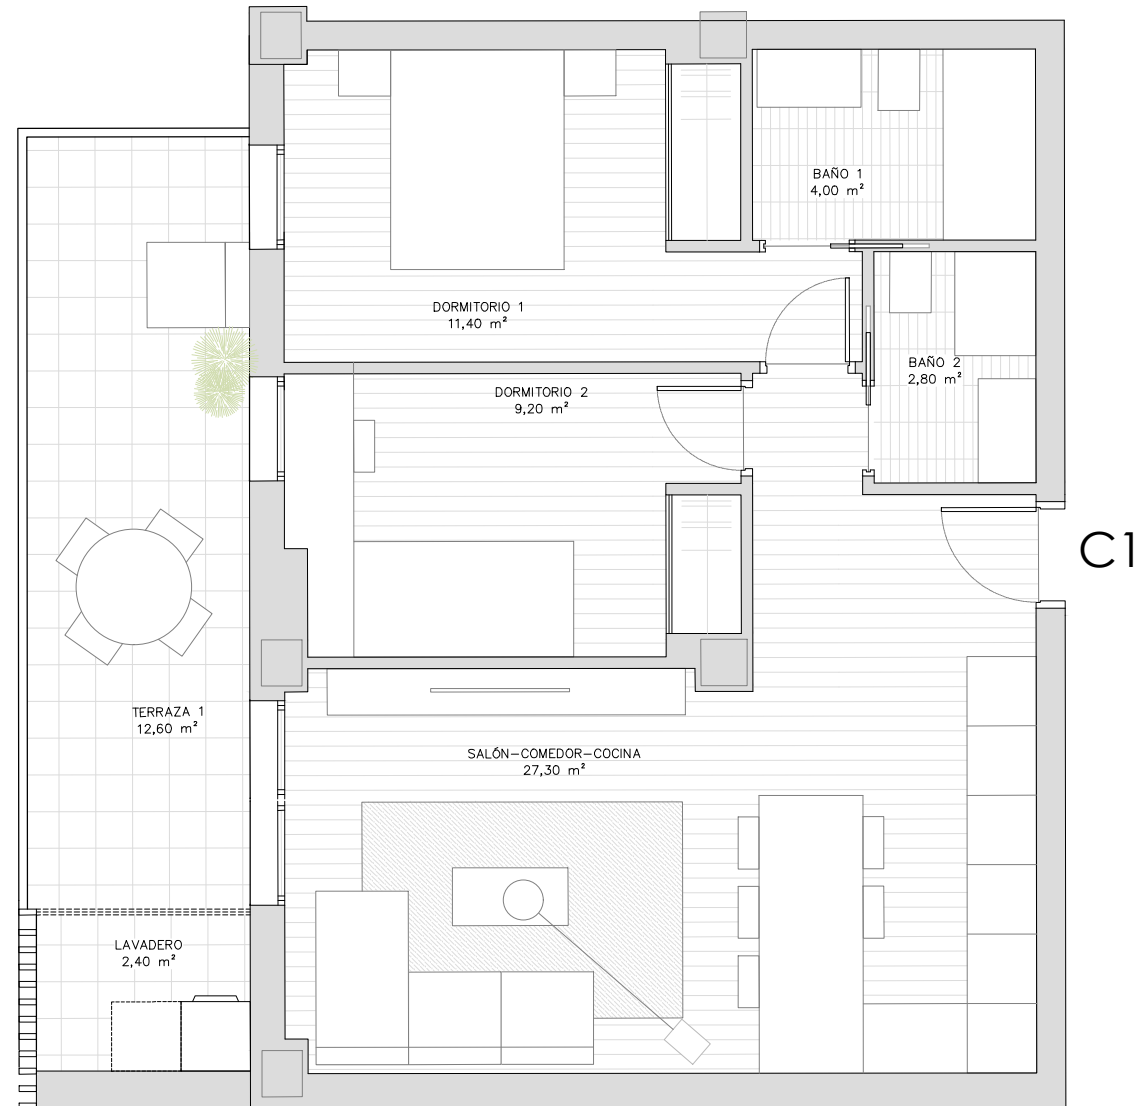 BAÑO 1
4,00 m²
DORMITORIO 1
11,40 m²
BAÑO 2
2,80 m²
DORMITORIO 2
9,20 m²
C1
TERRAZA 1
12,60 m²
SALÓN-COMEDOR-COCINA
27,30 m²
LAVADERO
2,40 m²